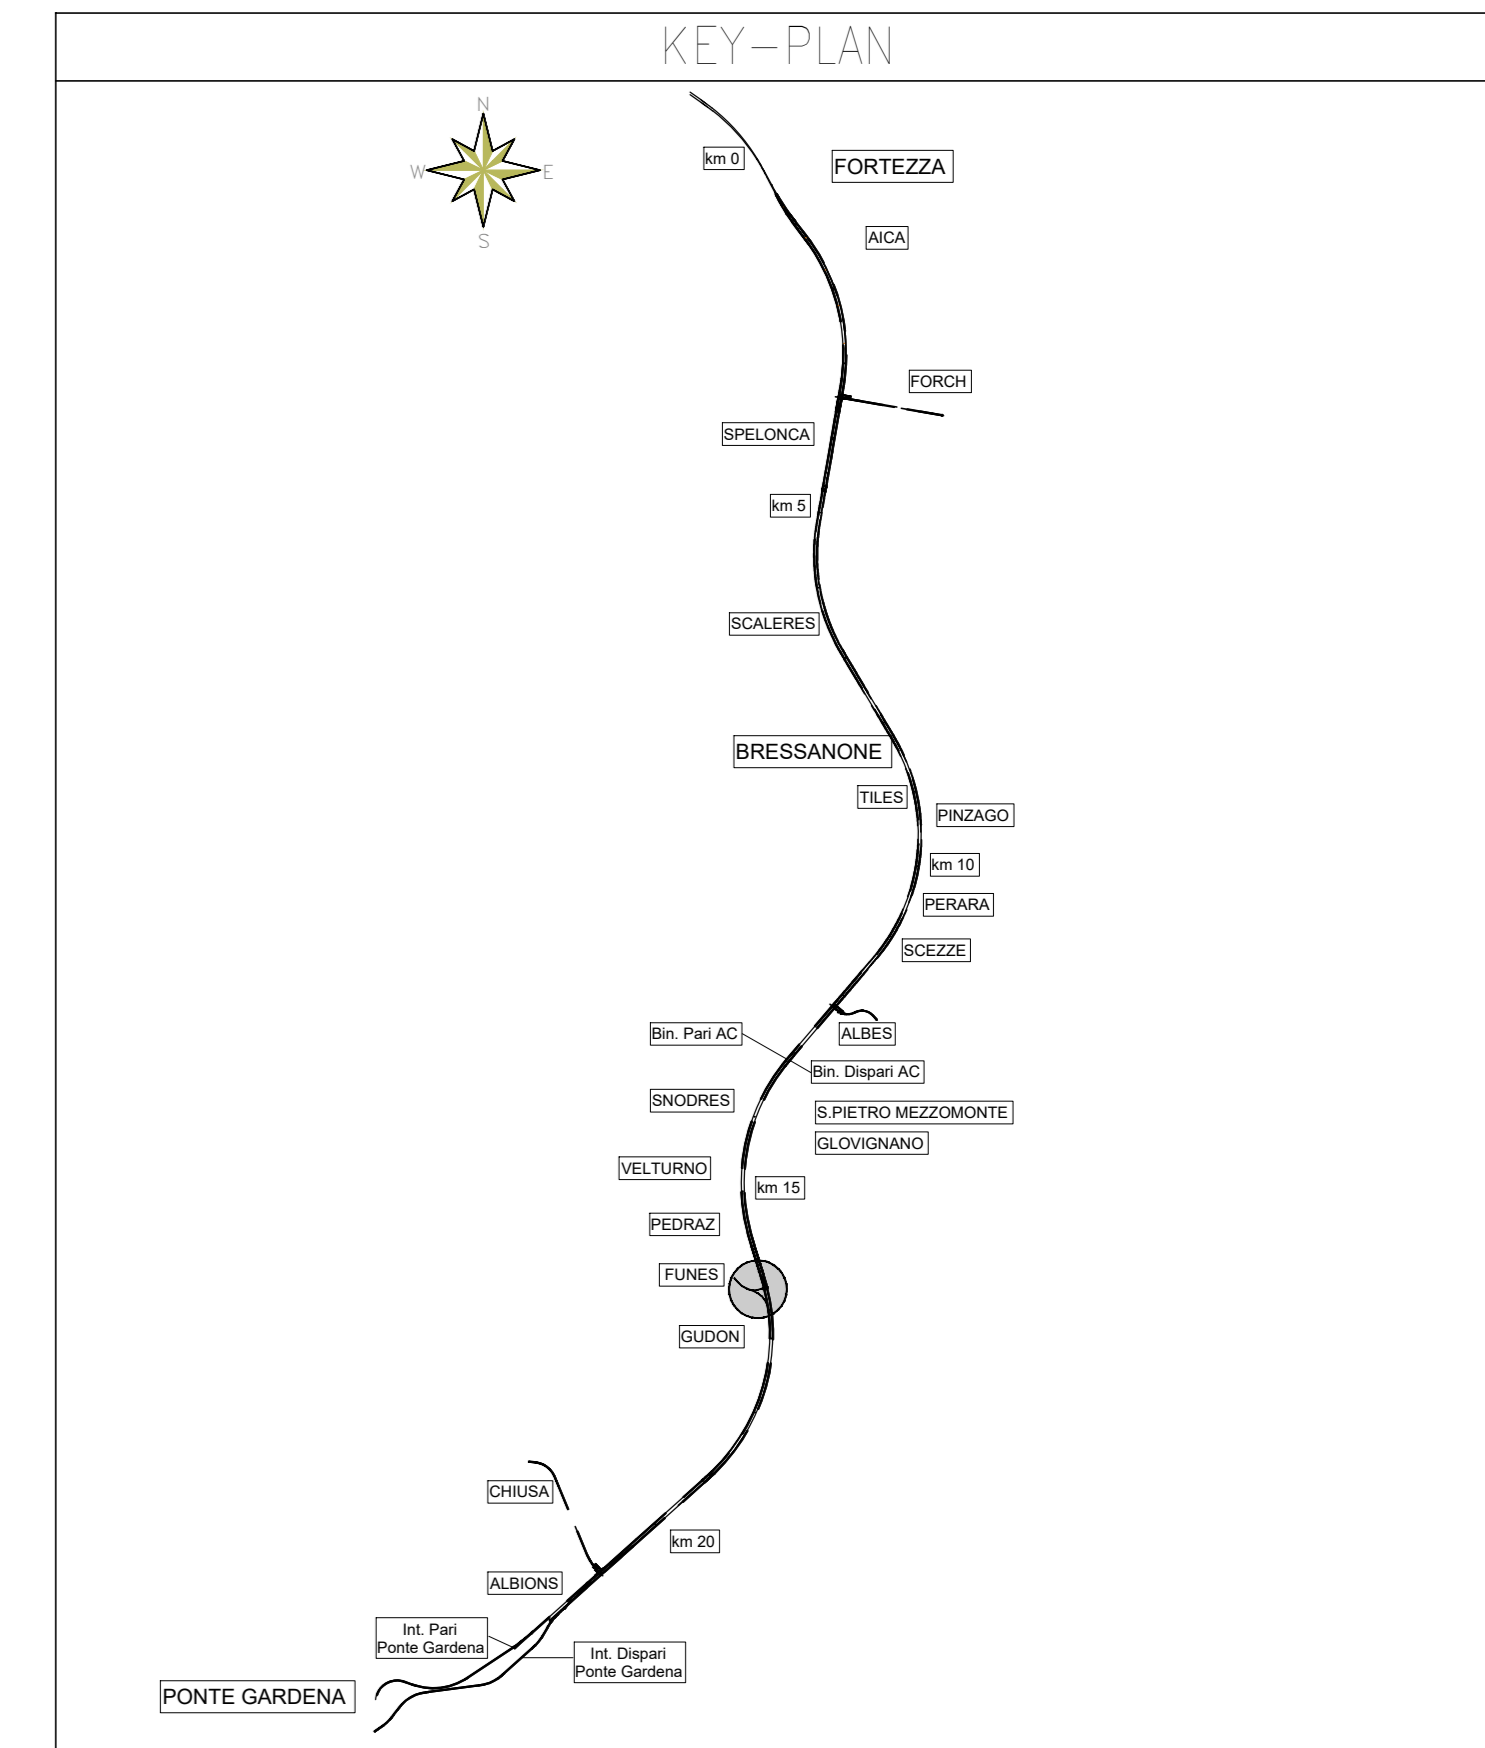 KEY-PLAN
N
W
E
S
km 0
FORTEZZA
AICA
FORCH
SPELONCA
km 5
SCALERES
BRESSANONE
TILES
PINZAGO
km 10
PERARA
SCEZZE
Bin. Pari AC
ALBES
Bin. Dispari AC
SNODRES
S.PIETRO MEZZOMONTE
GLOVIGNANO
VELTURNO
km 15
PEDRAZ
FUNES
GUDON
CHIUSA
km 20
ALBIONS
Int. Pari
Ponte Gardena
Int. Dispari
Ponte Gardena
PONTE GARDENA